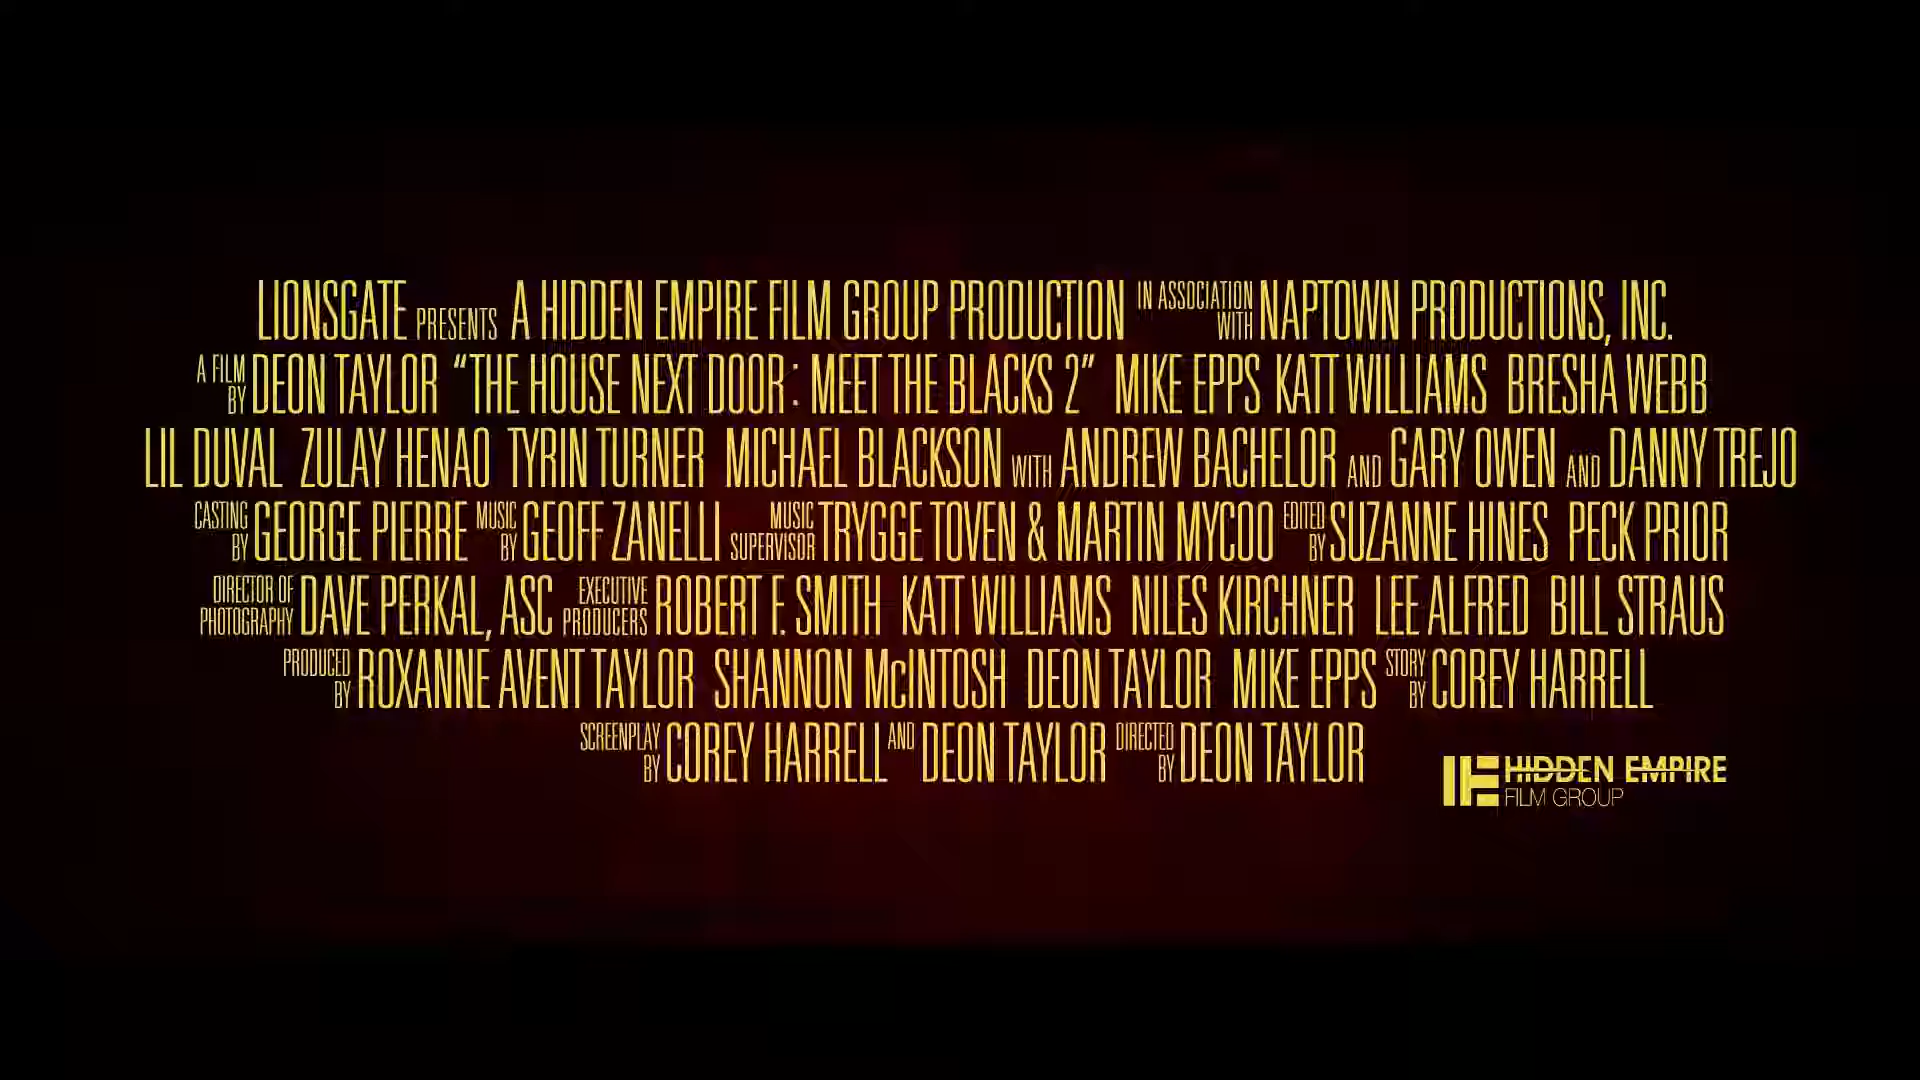 LIONSGATE PRESENTS A HIDDEN EMPIRE FILM GROUP PRODUCTION IN ASSOCIATION WITH NAPTOWN PRODUCTIONS, INC.
A FILM BY DEON TAYLOR “THE HOUSE NEXT DOOR: MEET THE BLACKS 2” MIKE EPPS KATT WILLIAMS BRESHA WEBB
LIL DUVAL ZULAY HENAO TYRIN TURNER MICHAEL BLACKSON WITH ANDREW BACHELOR AND GARY OWEN AND DANNY TREJO
CASTING BY GEORGE PIERRE MUSIC BY GEOFF ZANELLI MUSIC SUPERVISOR TRYGGE TOVEN & MARTIN MYCOO EDITED BY SUZANNE HINES PECK PRIOR
DIRECTOR OF PHOTOGRAPHY DAVE PERKAL, ASC EXECUTIVE PRODUCERS ROBERT F. SMITH KATT WILLIAMS NILES KIRCHNER LEE ALFRED BILL STRAUS
PRODUCED BY ROXANNE AVENT TAYLOR SHANNON McINTOSH DEON TAYLOR MIKE EPPS STORY BY COREY HARRELL
SCREENPLAY BY COREY HARRELL AND DEON TAYLOR DIRECTED BY DEON TAYLOR
HIDDEN EMPIRE
FILM GROUP